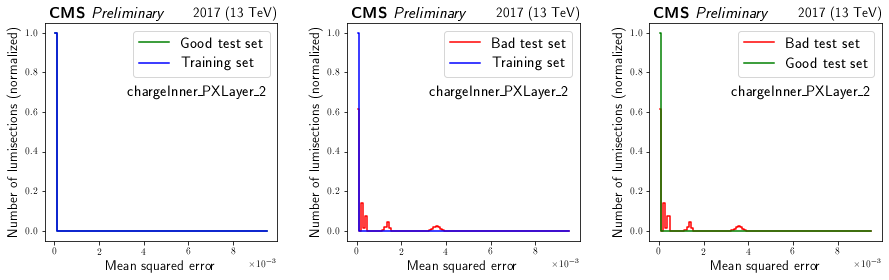 CMS Preliminary 2017 (13 TeV)
Number of lumisections (normalized)
1.0
0.8
0.6
0.4
0.2
0.0
Good test set
Training set
chargeInner_PXLayer_2
0 2 4 6 8
×10⁻³
Mean squared error
CMS Preliminary 2017 (13 TeV)
Number of lumisections (normalized)
1.0
0.8
0.6
0.4
0.2
0.0
Bad test set
Training set
chargeInner_PXLayer_2
0 2 4 6 8
×10⁻³
Mean squared error
CMS Preliminary 2017 (13 TeV)
Number of lumisections (normalized)
1.0
0.8
0.6
0.4
0.2
0.0
Bad test set
Good test set
chargeInner_PXLayer_2
0 2 4 6 8
×10⁻³
Mean squared error